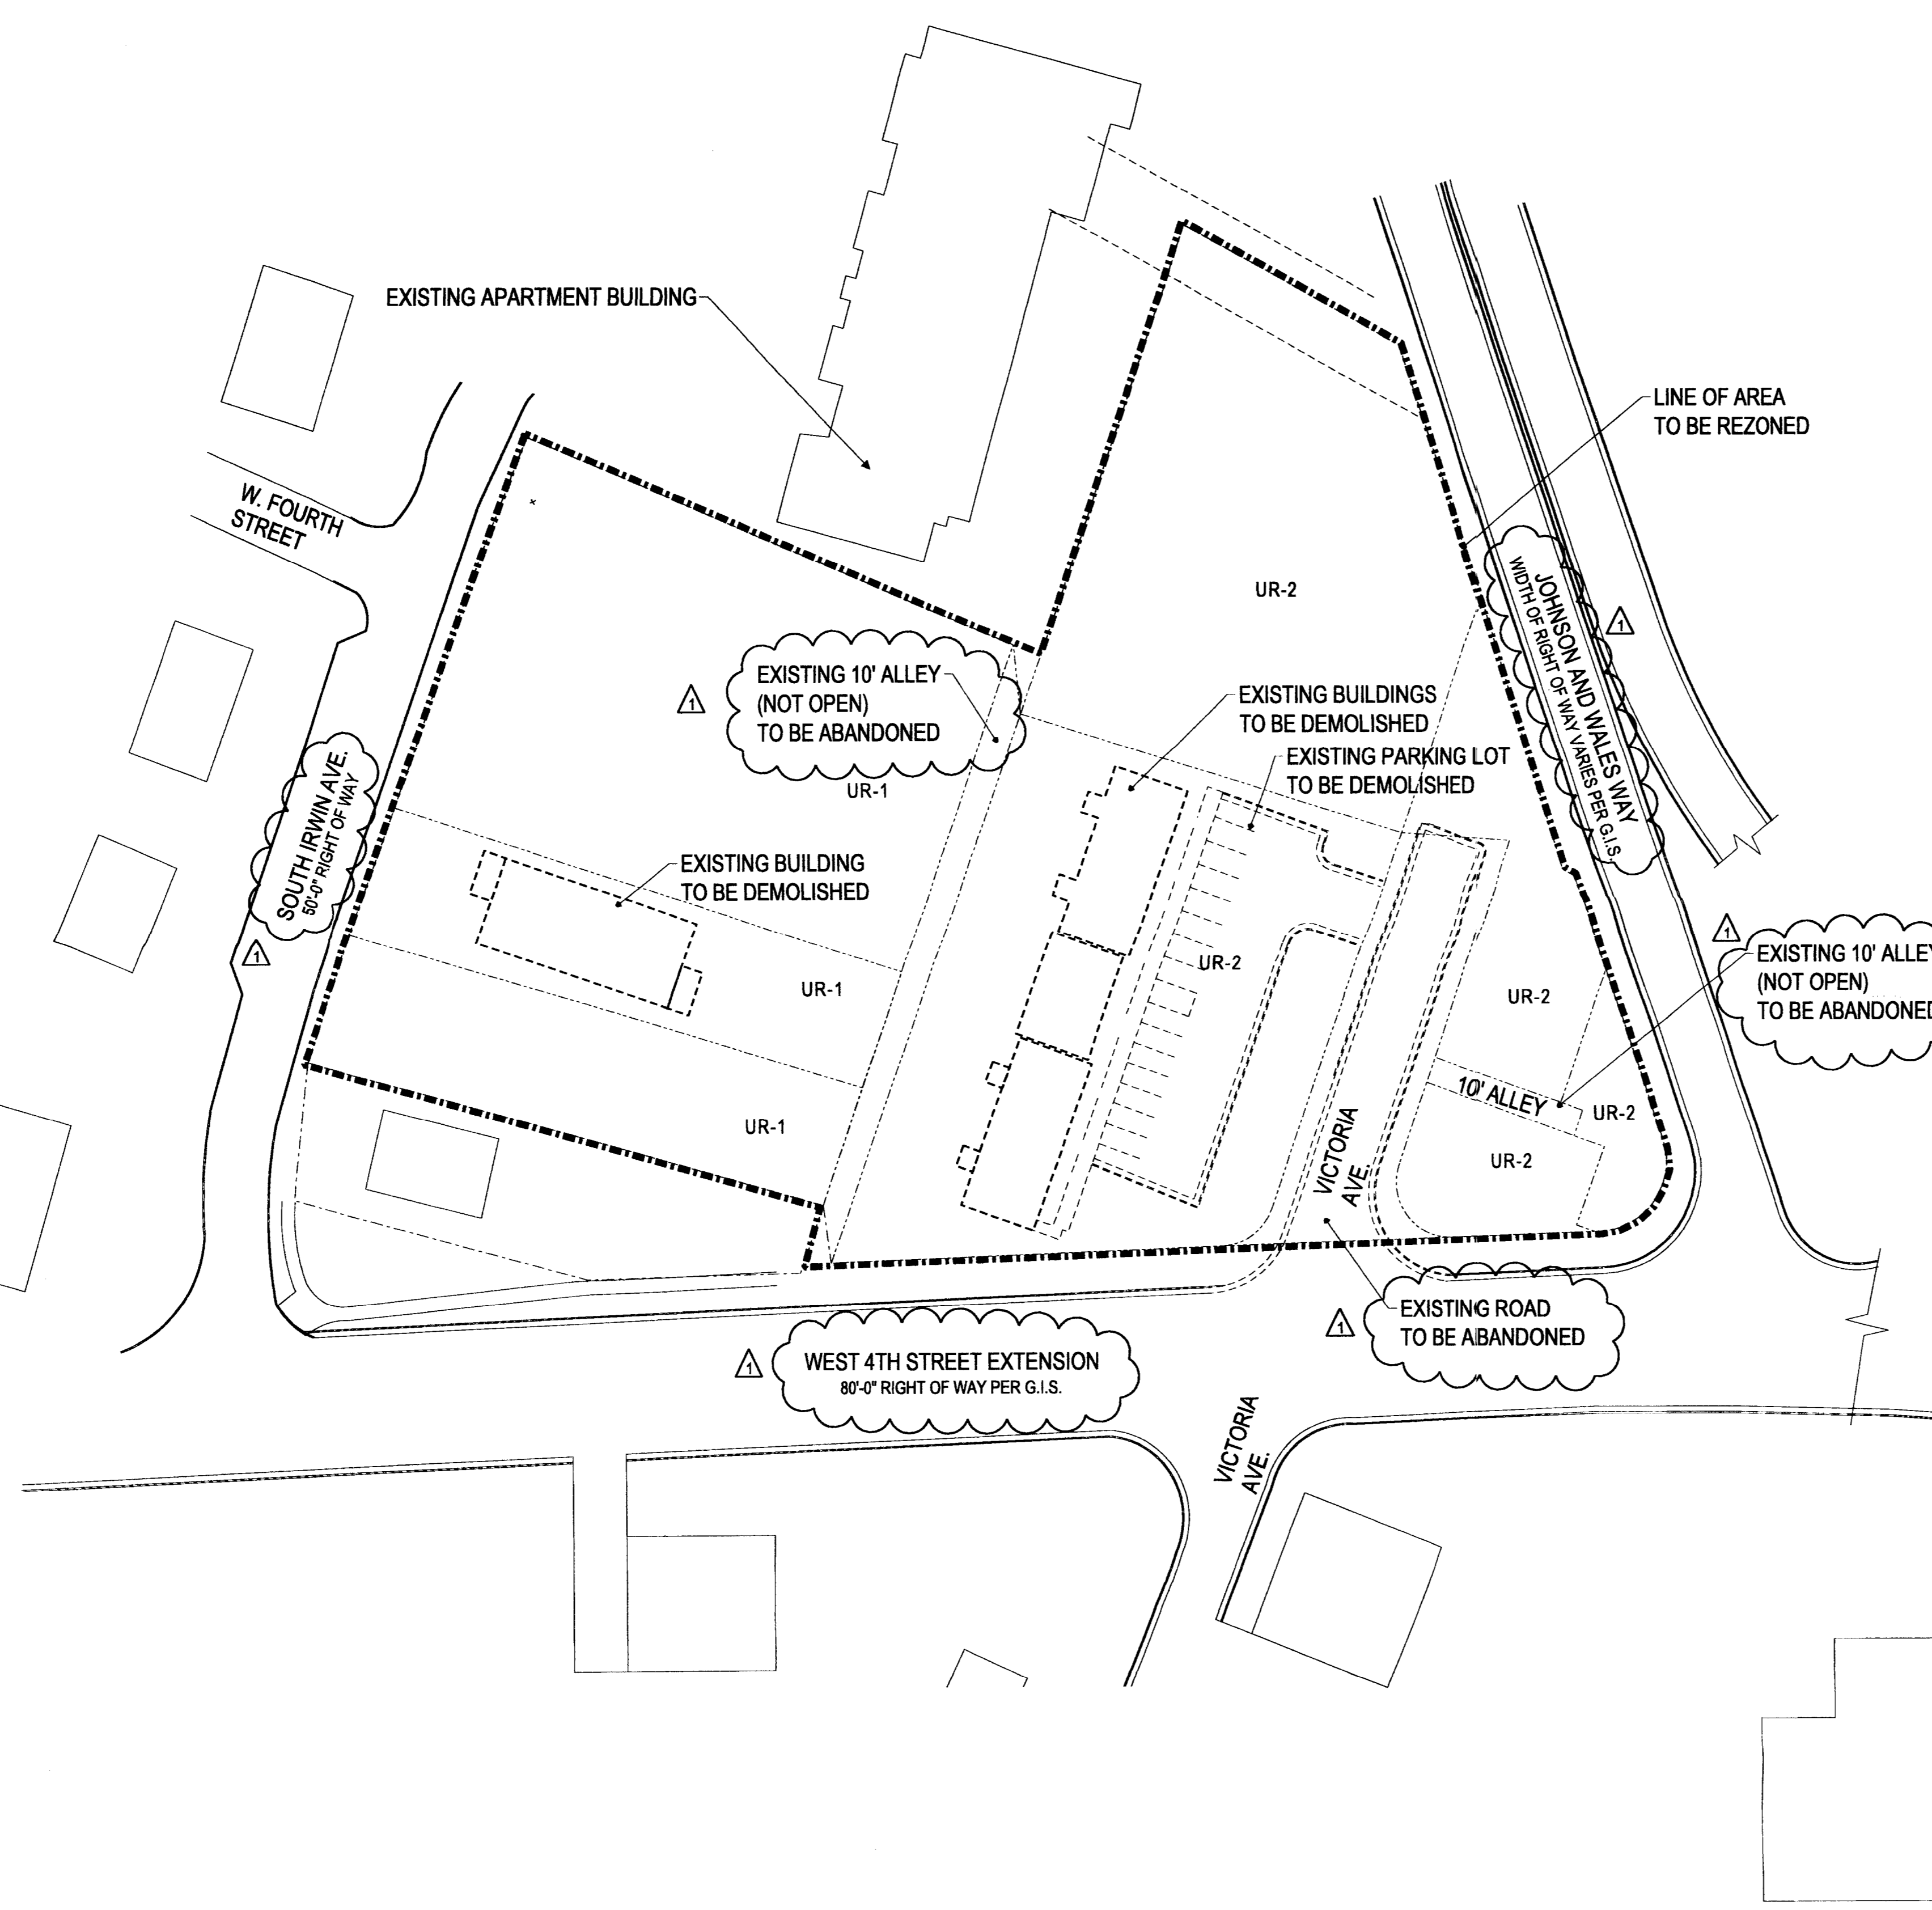 EXISTING APARTMENT BUILDING
LINE OF AREA
TO BE REZONED
W. FOURTH
STREET
UR-2
JOHNSON AND WALES WAY
WIDTH OF RIGHT OF WAY VARIES PER G.I.S.
1
1
EXISTING 10' ALLEY
(NOT OPEN)
TO BE ABANDONED
UR-1
EXISTING BUILDINGS
TO BE DEMOLISHED
EXISTING PARKING LOT
TO BE DEMOLISHED
SOUTH IRWIN AVE.
50'-0" RIGHT OF WAY
1
EXISTING BUILDING
TO BE DEMOLISHED
UR-1
UR-2
UR-2
1
EXISTING 10' ALLEY
(NOT OPEN)
TO BE ABANDONED
10' ALLEY
UR-2
UR-1
UR-2
VICTORIA
AVE.
1
EXISTING ROAD
TO BE ABANDONED
1
WEST 4TH STREET EXTENSION
80'-0" RIGHT OF WAY PER G.I.S.
VICTORIA
AVE.